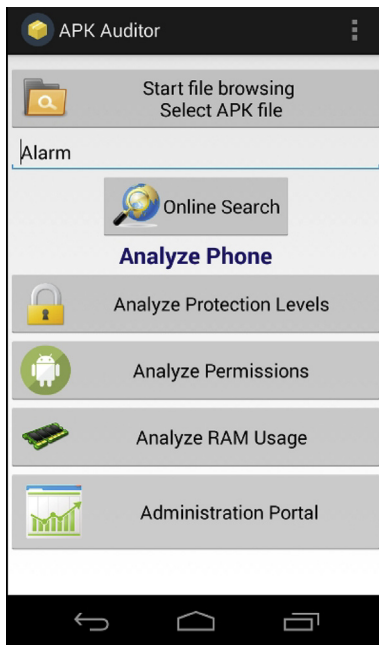 APK Auditor
Start file browsing
Select APK file
Alarm
Online Search
Analyze Phone
Analyze Protection Levels
Analyze Permissions
Analyze RAM Usage
Administration Portal